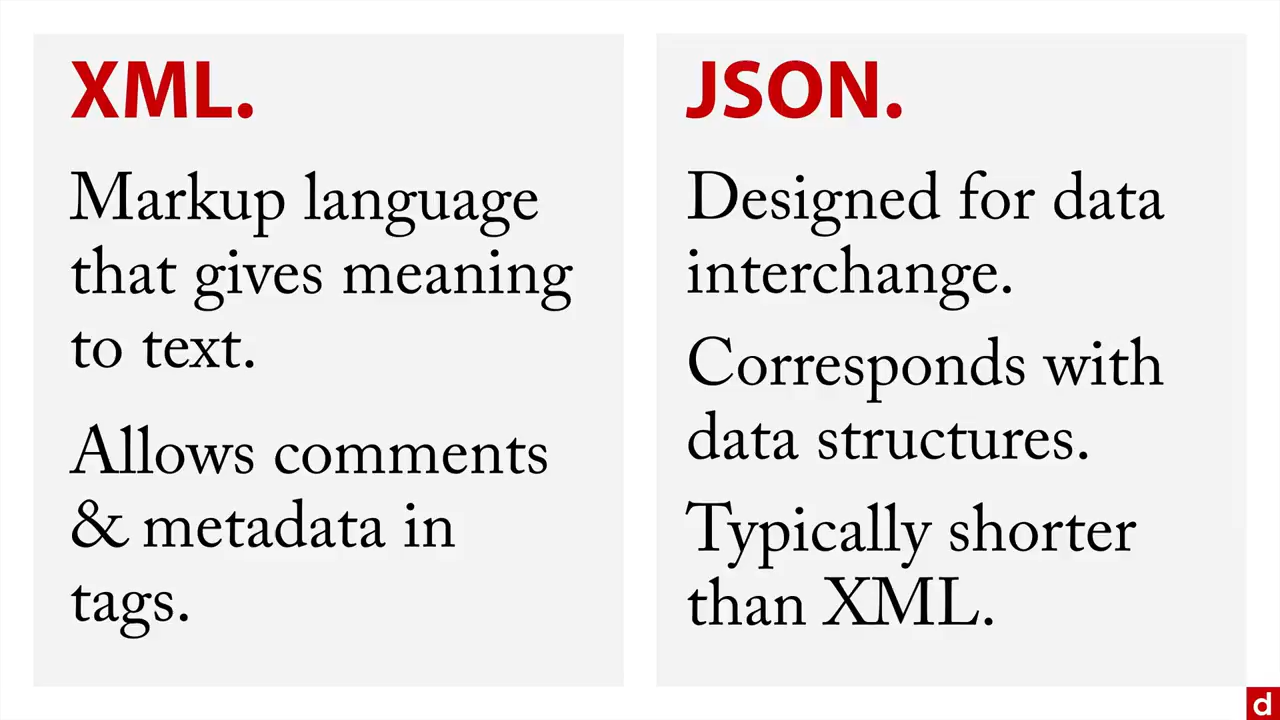 XML.
Markup language
that gives meaning
to text.
Allows comments
& metadata in
tags.
JSON.
Designed for data
interchange.
Corresponds with
data structures.
Typically shorter
than XML.
d